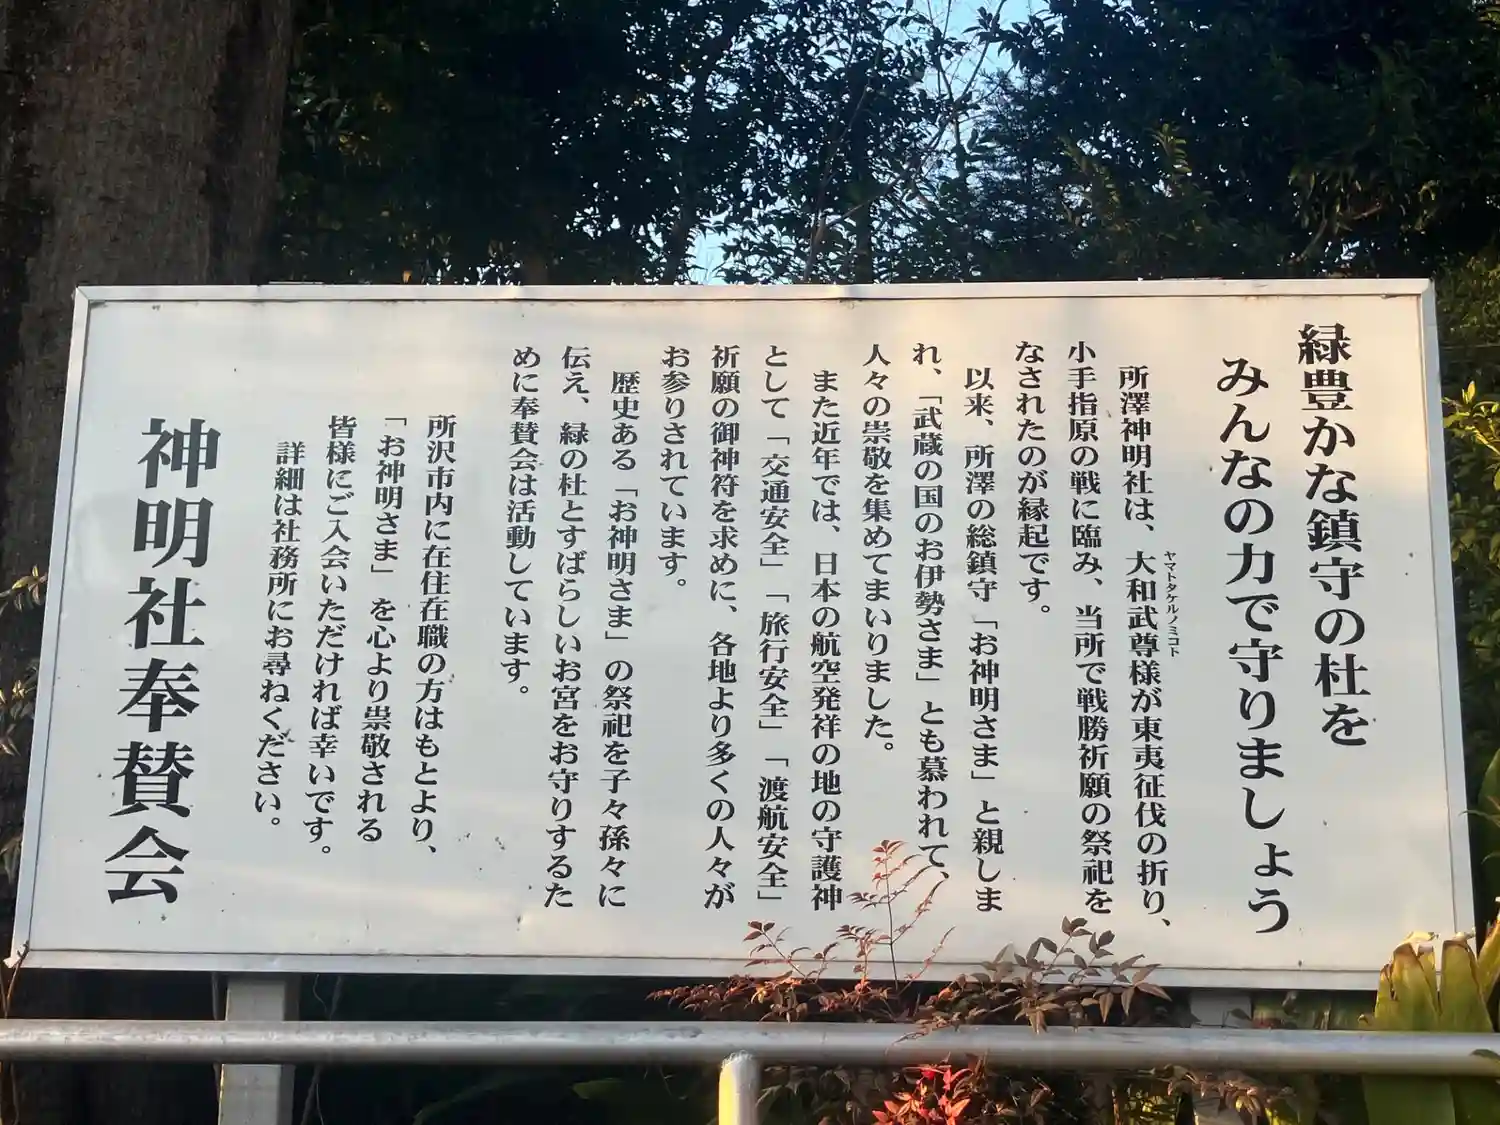 緑豊かな鎮守の杜を
みんなの力で守りましょう
所澤神明社は、大和武尊様が東夷征伐の折り、
ヤマトタケルノミコト
小手指原の戦に臨み、当所で戦勝祈願の祭祀を
なされたのが縁起です。
以来、所澤の総鎮守「お神明さま」と親しま
れ、「武蔵の国のお伊勢さま」とも慕われて、
人々の崇敬を集めてまいりました。
また近年では、日本の航空発祥の地の守護神
として「交通安全」「旅行安全」「渡航安全」
祈願の御神符を求めに、各地より多くの人々が
お参りされています。
歴史ある「お神明さま」の祭祀を子々孫々に
伝え、緑の杜とすばらしいお宮をお守りするた
めに奉賛会は活動しています。
所沢市内に在住在職の方はもとより、
「お神明さま」を心より崇敬される
皆様にご入会いただければ幸いです。
詳細は社務所にお尋ねください。
神明社奉賛会